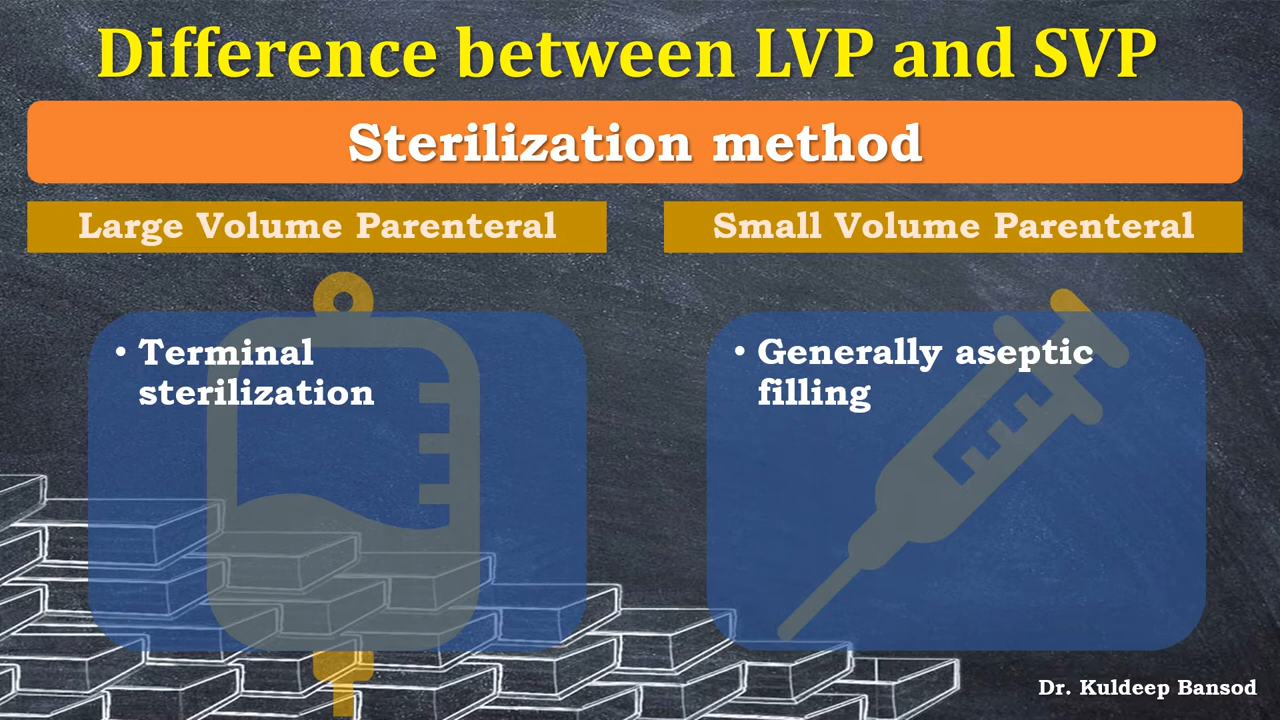 Difference between LVP and SVP
Sterilization method
Large Volume Parenteral
Small Volume Parenteral
• Terminal
sterilization
• Generally aseptic
filling
Dr. Kuldeep Bansod